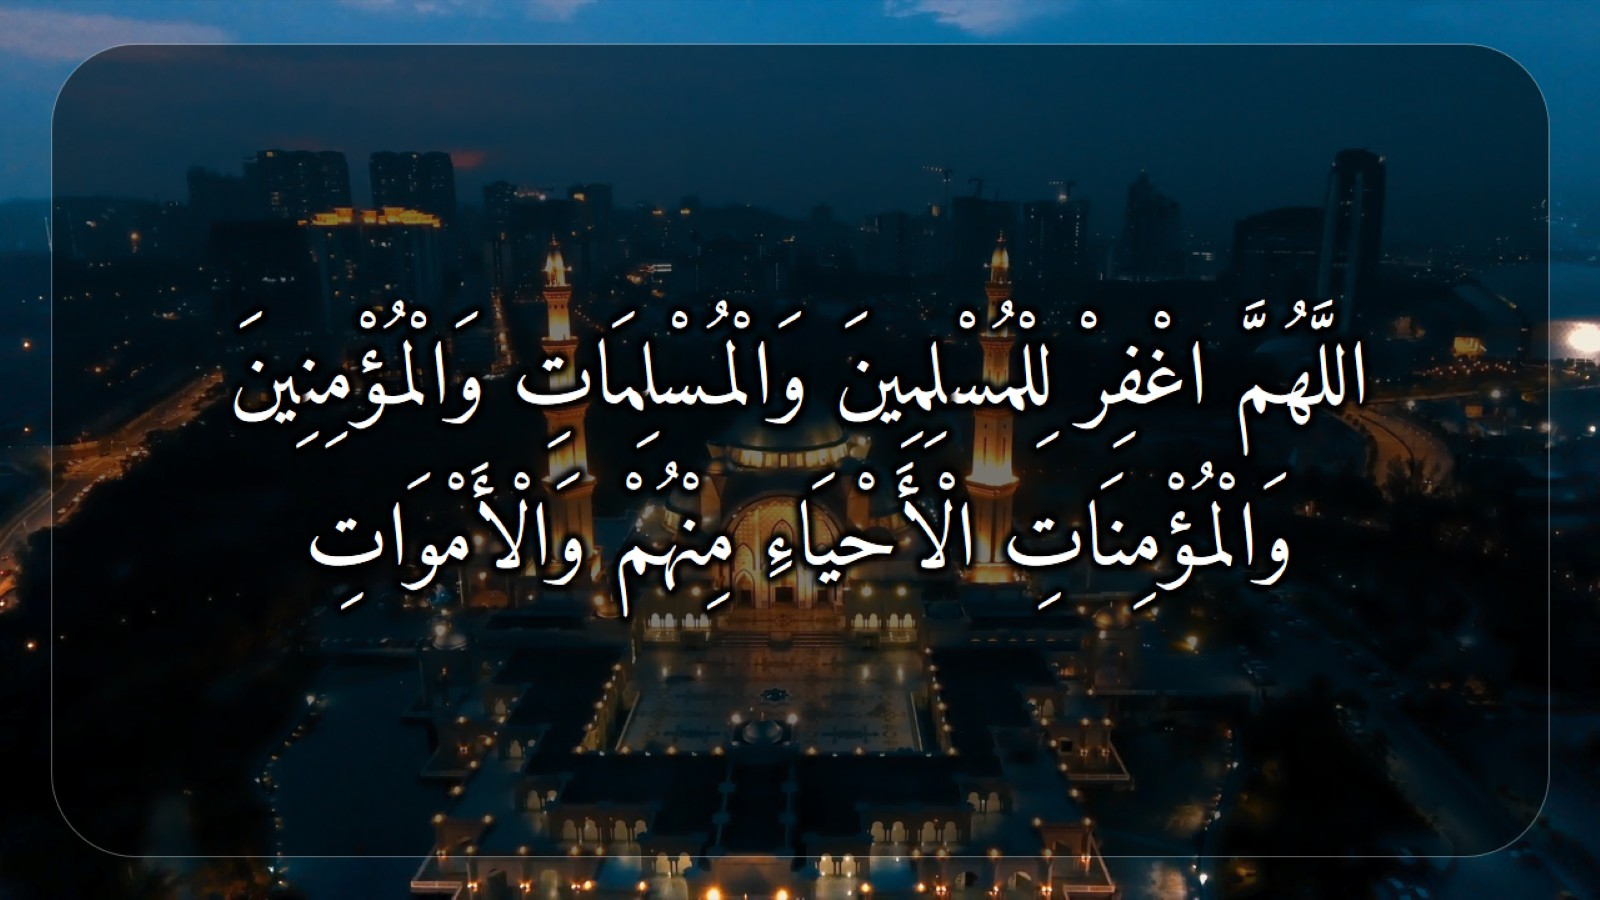 اللَّهُمَّ اغْفِرْ لِلْمُسْلِمِينَ وَالْمُسْلِمَاتِ وَالْمُؤْمِنِينَ
وَالْمُؤْمِنَاتِ الْأَحْيَاءِ مِنْهُمْ وَالْأَمْوَاتِ